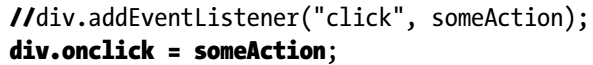 //div.addEventListener("click", someAction);
div.onclick = someAction;